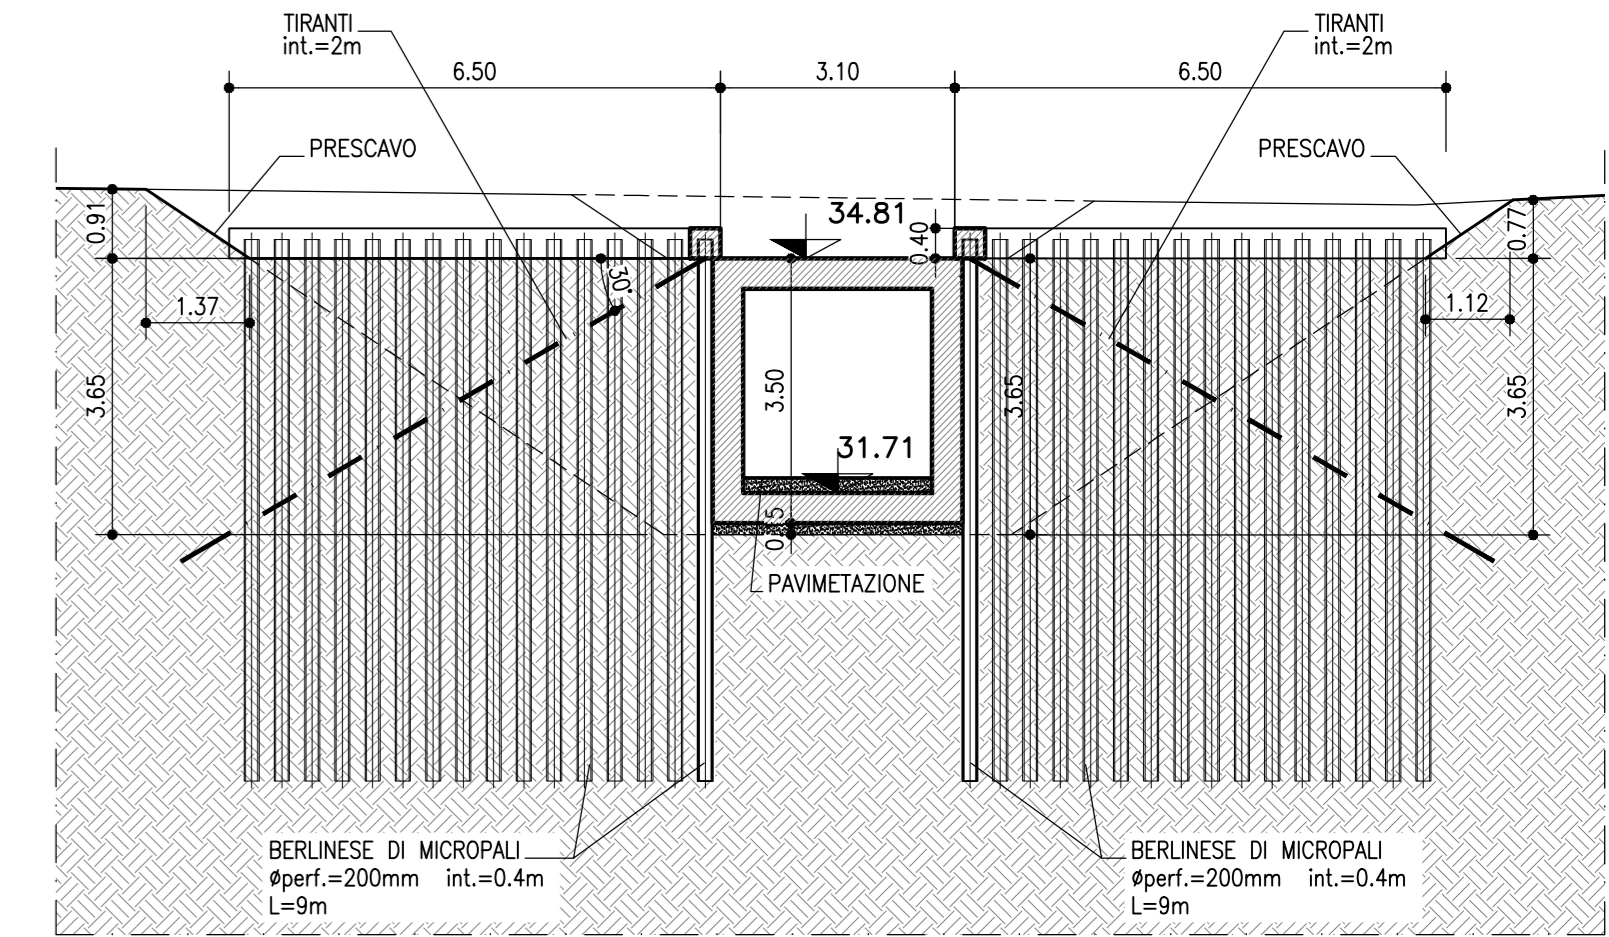 TIRANTI
int.=2m
TIRANTI
int.=2m
6.50
3.10
6.50
PRESCAVO
PRESCAVO
0.91
34.81
0.40
0.77
30°
1.37
1.12
3.65
3.50
3.65
3.65
31.71
0.15
PAVIMETAZIONE
BERLINESE DI MICROPALI
Øperf.=200mm int.=0.4m
L=9m
BERLINESE DI MICROPALI
Øperf.=200mm int.=0.4m
L=9m